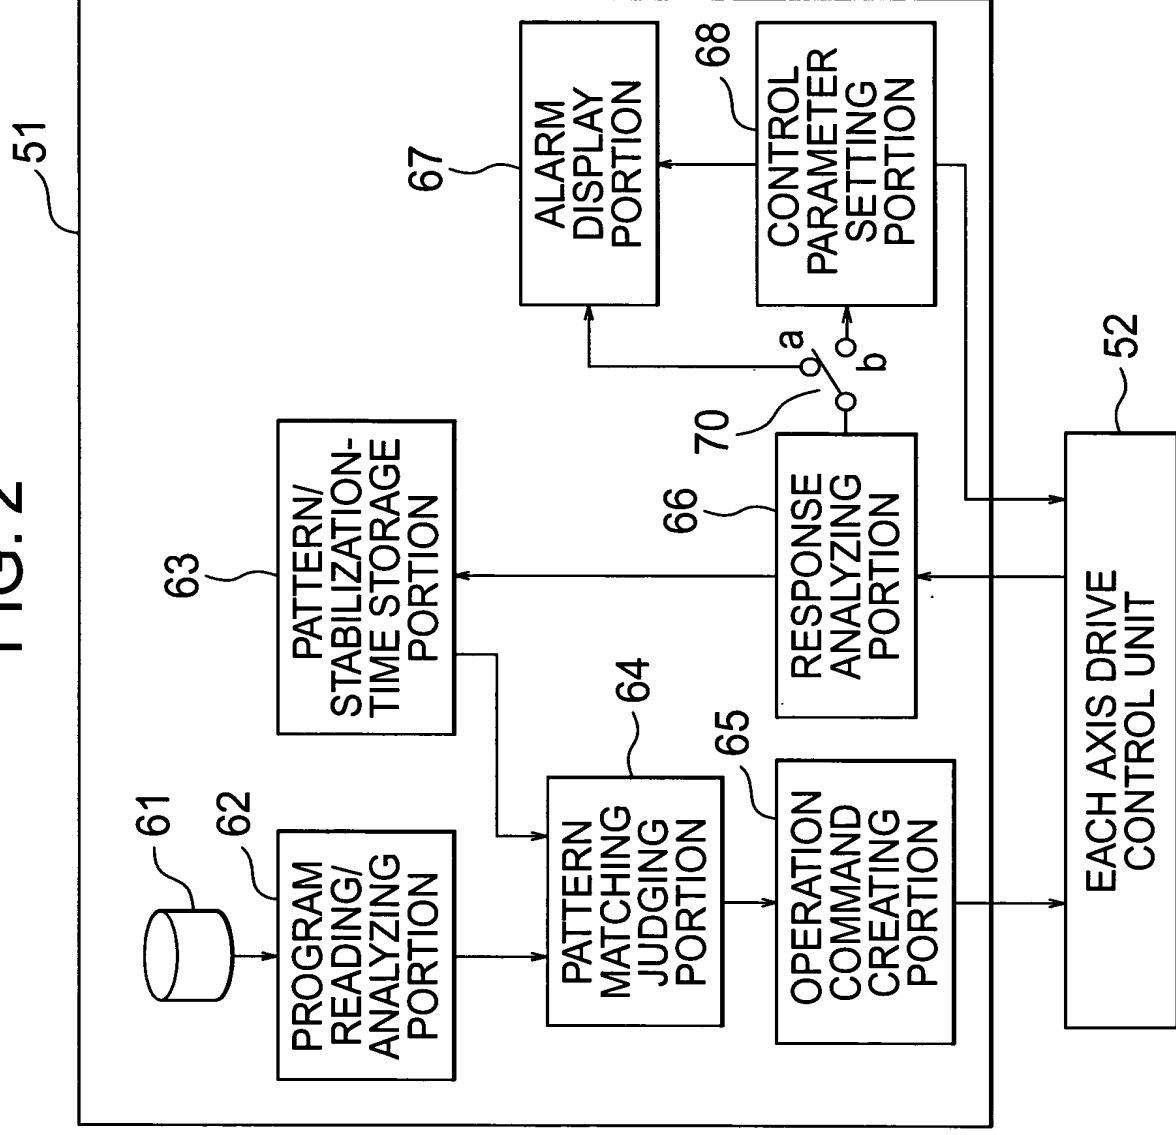 FIG. 2
51
61
62
PROGRAM
READING/
ANALYZING
PORTION
63
PATTERN/
STABILIZATION-
TIME STORAGE
PORTION
67
ALARM
DISPLAY
PORTION
64
PATTERN
MATCHING
JUDGING
PORTION
68
CONTROL
PARAMETER
SETTING
PORTION
65
OPERATION
COMMAND
CREATING
PORTION
66
RESPONSE
ANALYZING
PORTION
70
a
b
52
EACH AXIS DRIVE
CONTROL UNIT